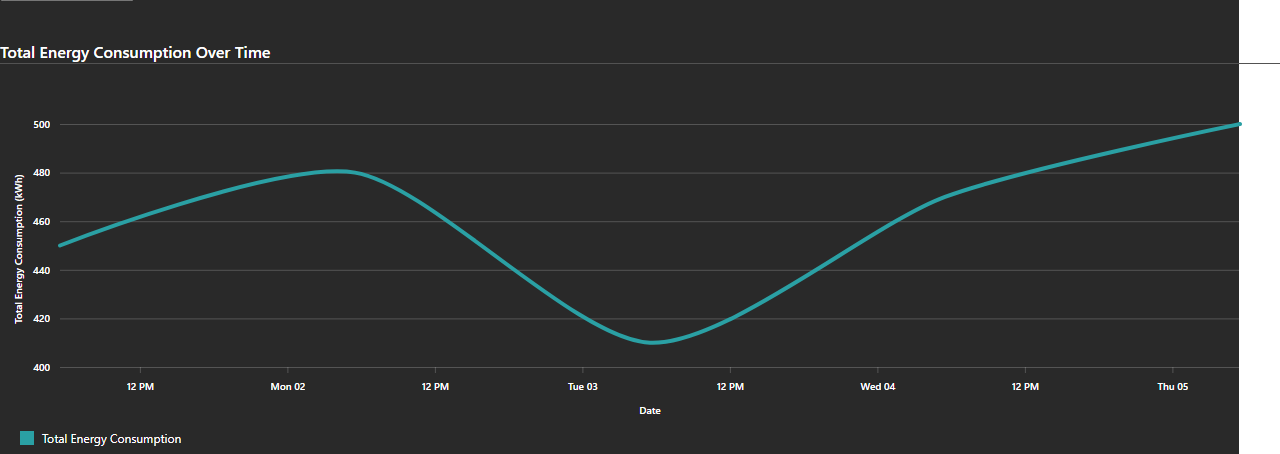 Total Energy Consumption Over Time
500
480
460
440
420
400
Total Energy Consumption (kWh)
12 PM Mon 02 12 PM Tue 03 12 PM Wed 04 12 PM Thu 05
Date
Total Energy Consumption